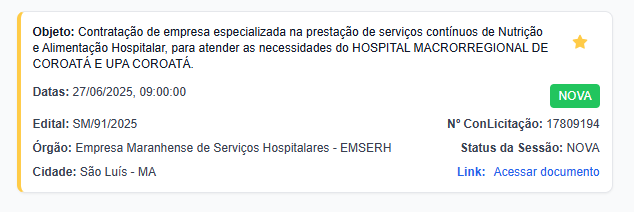 Objeto: Contratação de empresa especializada na prestação de serviços contínuos de Nutrição
e Alimentação Hospitalar, para atender as necessidades do HOSPITAL MACRORREGIONAL DE
COROATÁ E UPA COROATÁ.
Datas: 27/06/2025, 09:00:00
NOVA
Edital: SM/91/2025
Nº ConLicitação: 17809194
Órgão: Empresa Maranhense de Serviços Hospitalares - EMSERH
Status da Sessão: NOVA
Cidade: São Luís - MA
Link: Acessar documento